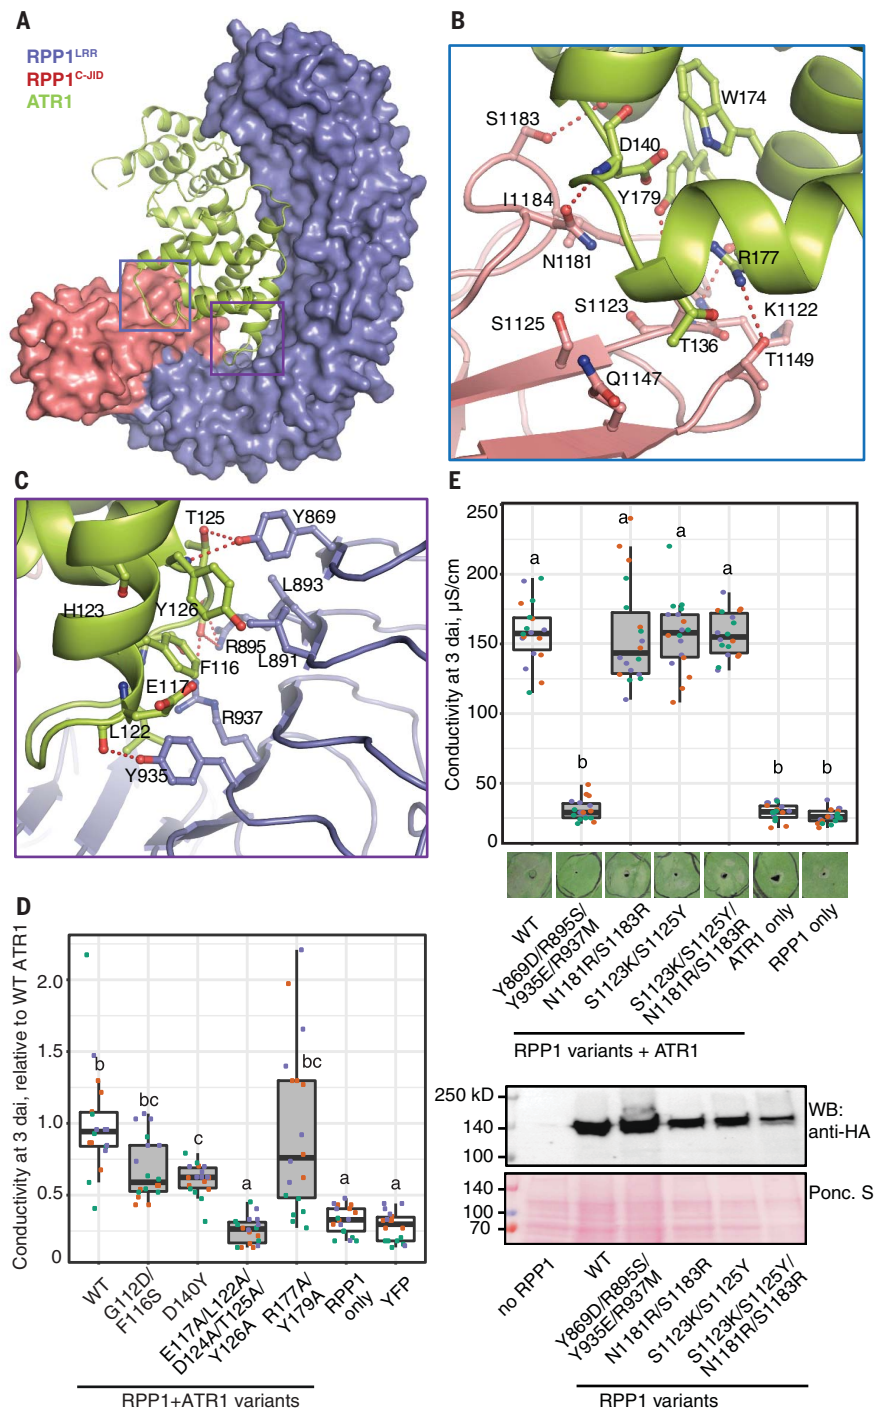 A
RPP1LRR
RPP1C-JID
ATR1
B
S1183
W174
D140
Y179
I1184
N1181
R177
S1123
K1122
S1125
T136
T1149
Q1147
C
T125
Y869
L893
H123
Y126
R895
L891
F116
E117
R937
L122
Y935
D
Conductivity at 3 dai, relative to WT ATR1
2.0
1.5
1.0
0.5
0
b
bc
c
a
bc
a
a
WT
G112D/
F116S
D140Y
E117A/L122A/
D124A/T125A/
Y126A
R177A/
Y179A
RPP1
only
YFP
RPP1+ATR1 variants
E
Conductivity at 3 dai, µS/cm
250
200
150
100
50
0
a
b
a
a
a
b
b
WT
Y869D/R895S/
Y935E/R937M
N1181R/S1183R
S1123K/S1125Y
S1123K/S1125Y/
N1181R/S1183R
ATR1 only
RPP1 only
RPP1 variants + ATR1
250 kD
140
100
WB:
anti-HA
140
100
70
Ponc. S
no RPP1
WT
Y869D/R895S/
Y935E/R937M
N1181R/S1183R
S1123K/S1125Y
S1123K/S1125Y/
N1181R/S1183R
RPP1 variants